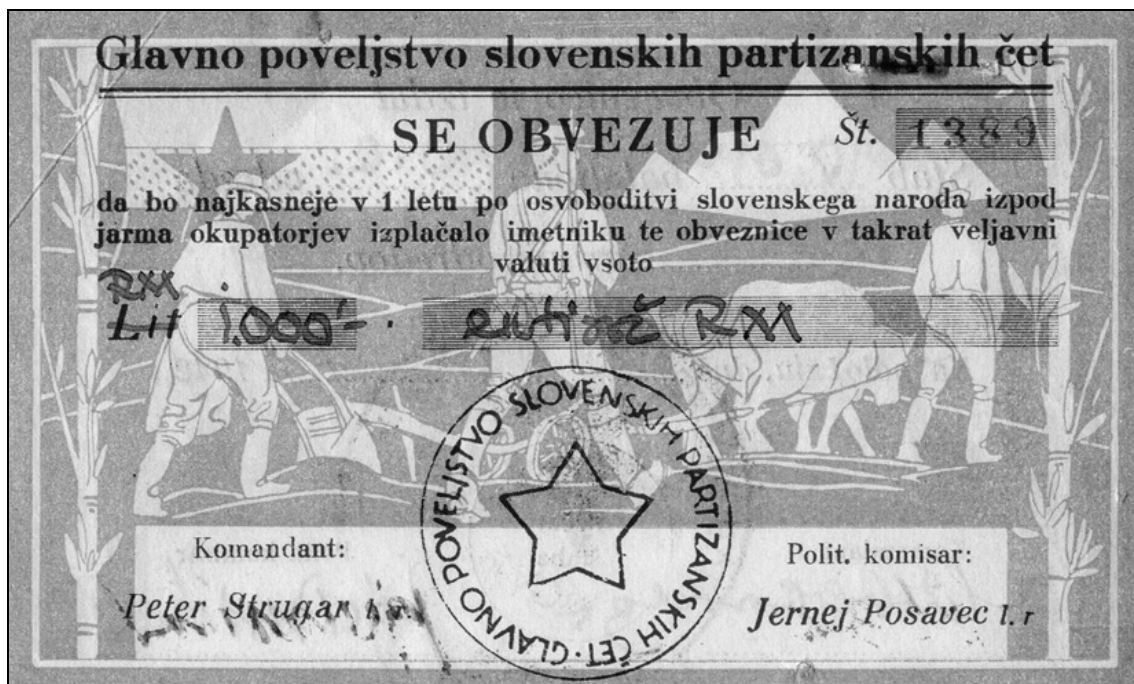 Glavno poveljstvo slovenskih partizanskih čet
SE OBVEZUJE
Št. 1389
da bo najkasneje v 1 letu po osvoboditvi slovenskega naroda izpod
jarma okupatorjev izplačalo imetniku te obveznice v takrat veljavni
valuti vsoto
RM
Lit 1.000'-. RM
GLAVNO POVELJSTVO SLOVENSKIH PARTIZANSKIH ČET
Komandant:
Polit. komisar:
Peter Strugar l. r.
Jernej Posavec l. r